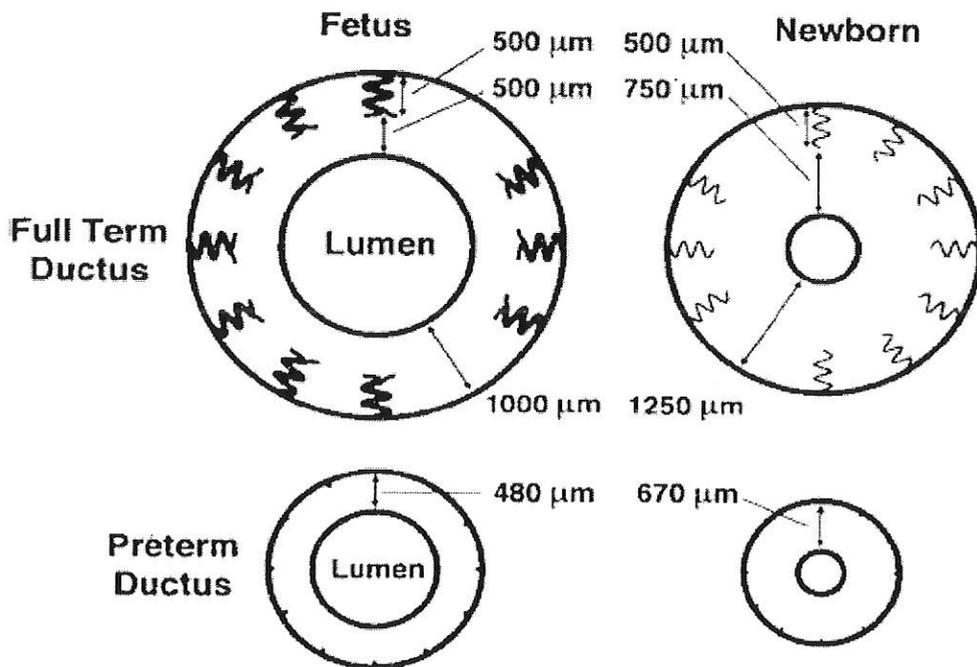 Fetus
Newborn
500 μm
500 μm
500 μm
750 μm
Full Term
Ductus
Lumen
1000 μm
1250 μm
480 μm
670 μm
Preterm
Ductus
Lumen